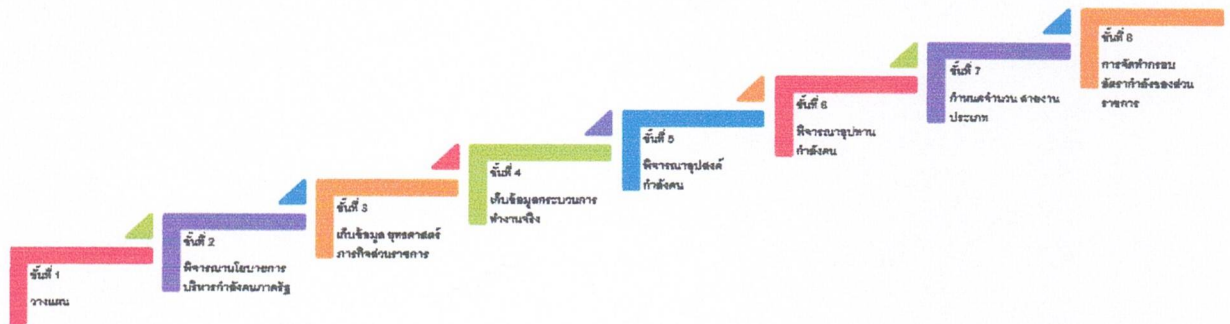 ขั้นที่ 1
วางแผน
ขั้นที่ 2
พิจารณานโยบายการ
บริหารกำลังคนภาครัฐ
ขั้นที่ 3
เก็บข้อมูล ยุทธศาสตร์
ภารกิจส่วนราชการ
ขั้นที่ 4
เก็บข้อมูลกระบวนการ
ทำงานจริง
ขั้นที่ 5
พิจารณาอุปสงค์
กำลังคน
ขั้นที่ 6
พิจารณาอุปทาน
กำลังคน
ขั้นที่ 7
กำหนดจำนวน สายงาน
ประเภท
ขั้นที่ 8
การจัดทำกรอบ
อัตรากำลังของส่วน
ราชการ